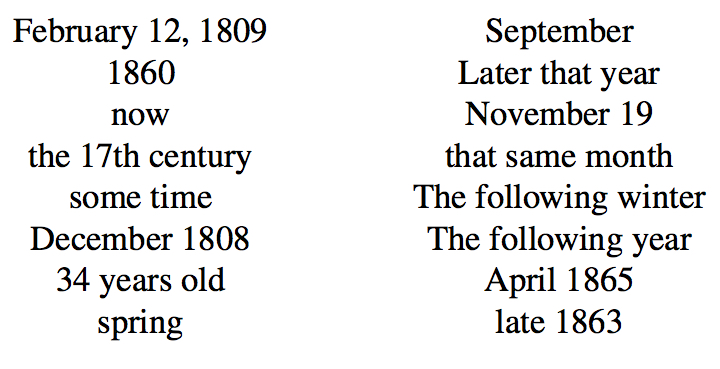 February 12, 1809
1860
now
the 17th century
some time
December 1808
34 years old
spring
September
Later that year
November 19
that same month
The following winter
The following year
April 1865
late 1863